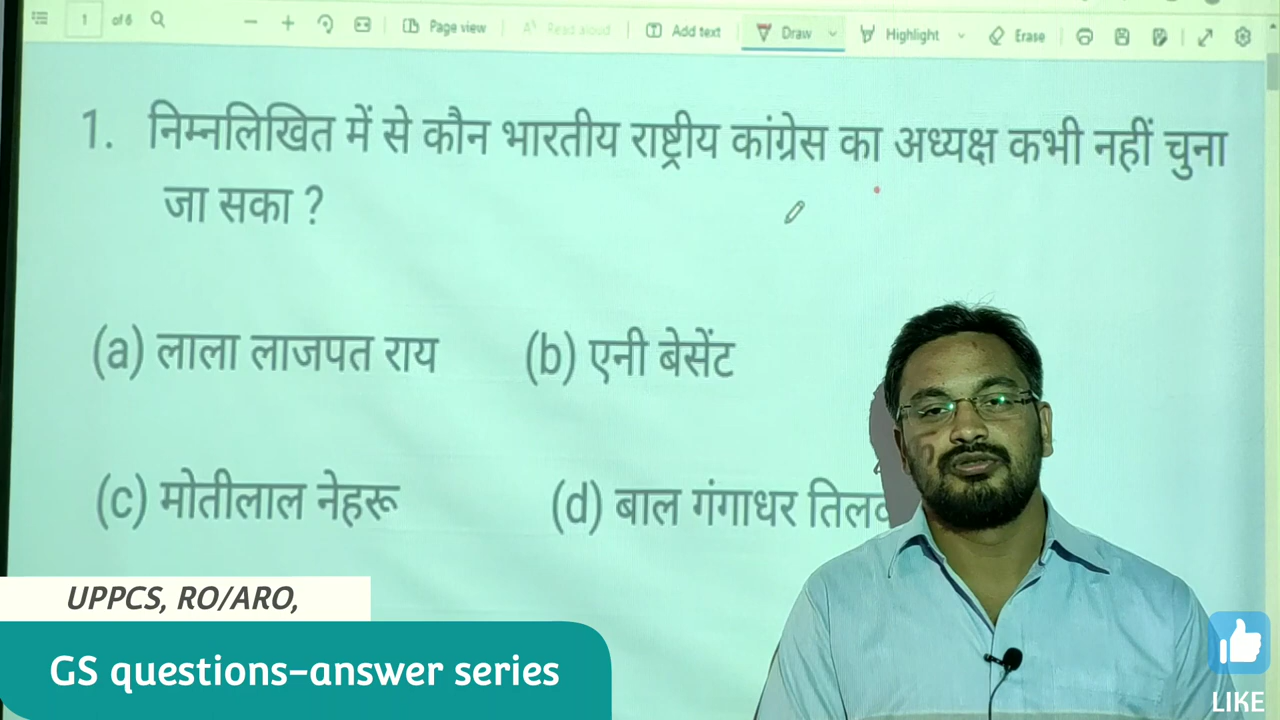 1 of 6 Page view Read aloud Add text Draw Highlight Erase
1. निम्नलिखित में से कौन भारतीय राष्ट्रीय कांग्रेस का अध्यक्ष कभी नहीं चुना
जा सका ?
(a) लाला लाजपत राय (b) एनी बेसेंट
(c) मोतीलाल नेहरू (d) बाल गंगाधर
UPPCS, RO/ARO,
GS questions-answer series
LIKE